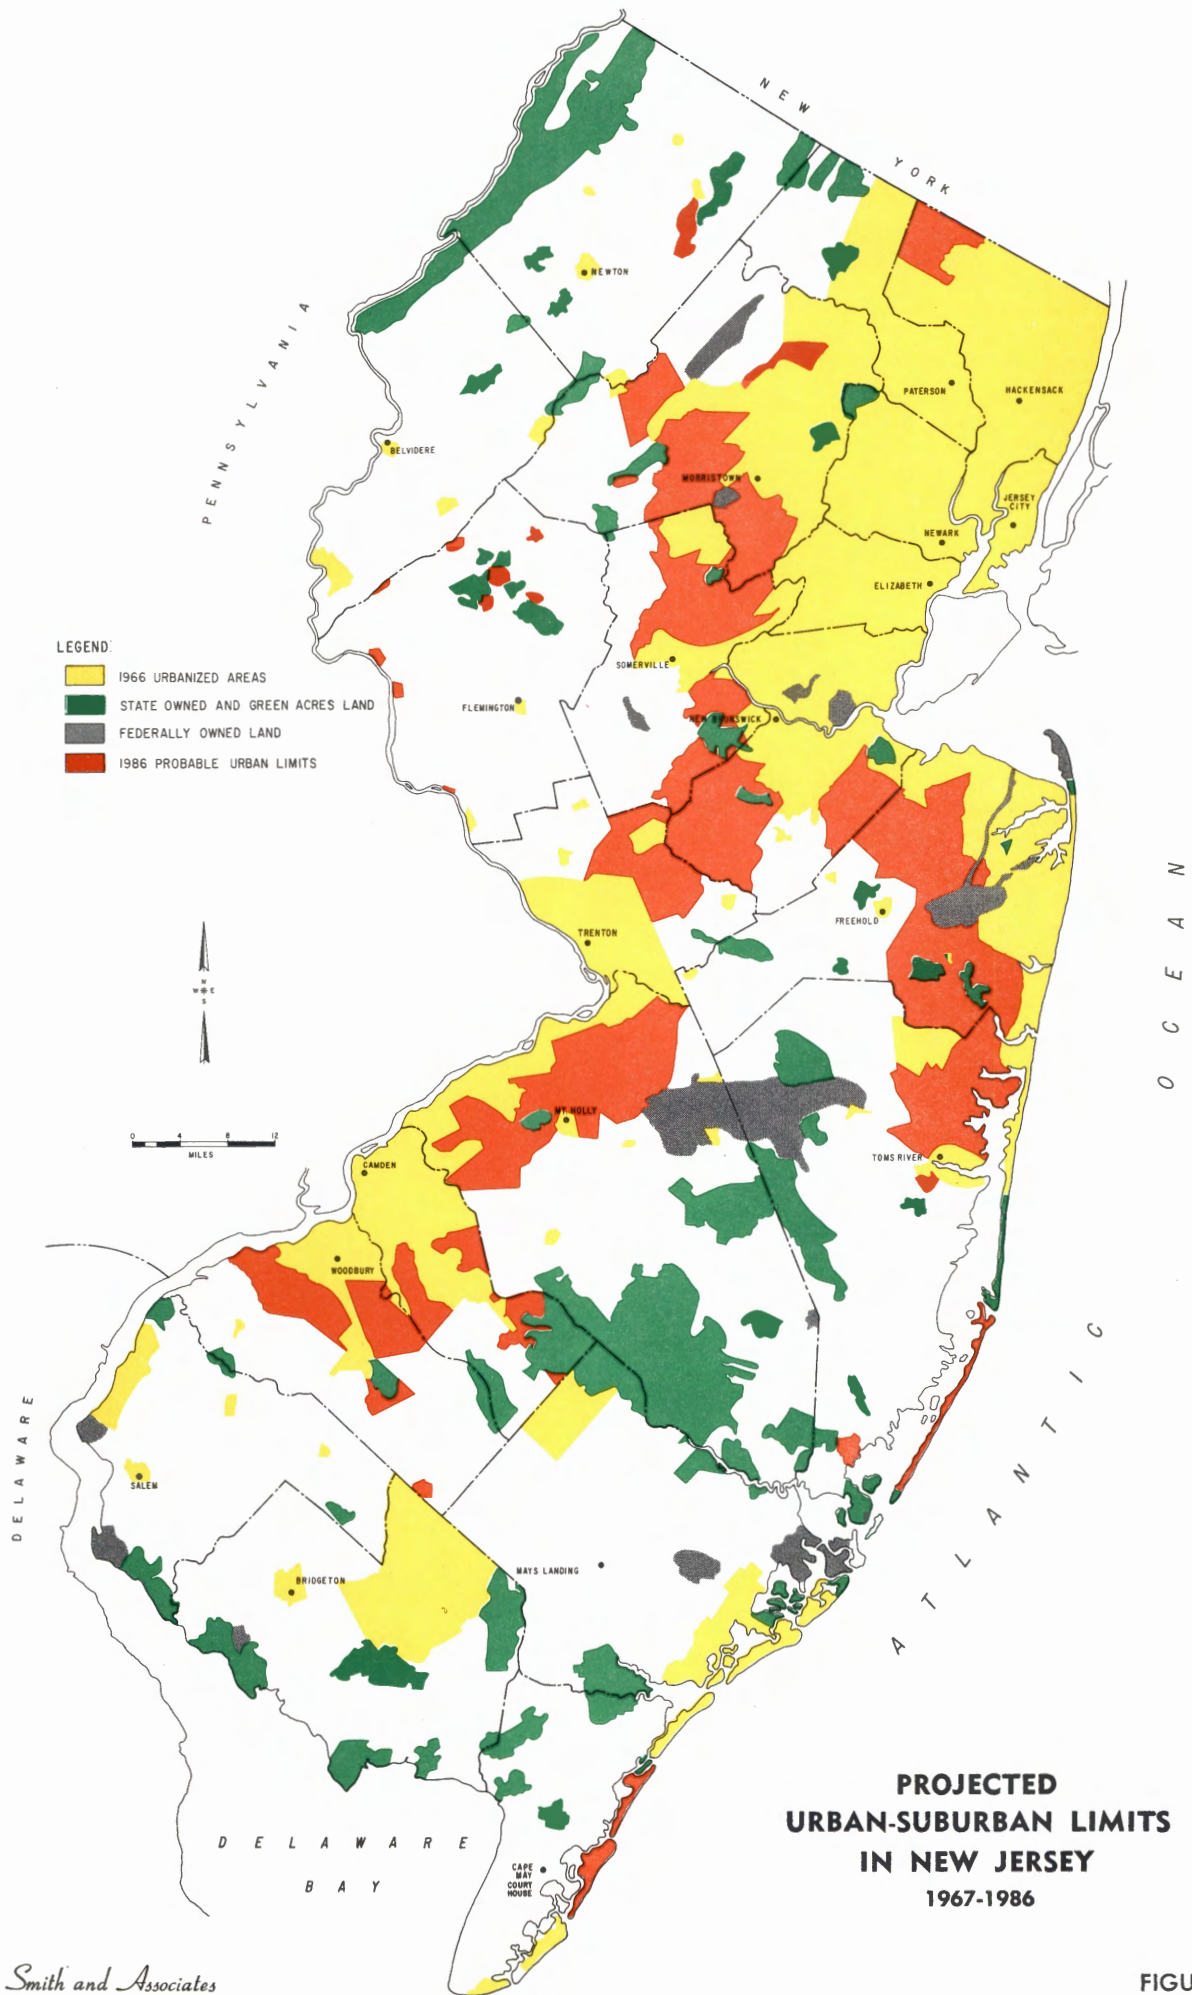 NEW
YORK
PENNSYLVANIA
NEWTON
PATERSON
HACKENSACK
BELVIDERE
MORRISTOWN
JERSEY
CITY
NEWARK
ELIZABETH
LEGEND:
1966 URBANIZED AREAS
STATE OWNED AND GREEN ACRES LAND
FEDERALLY OWNED LAND
1986 PROBABLE URBAN LIMITS
SOMERVILLE
FLEMINGTON
NEW BRUNSWICK
FREEHOLD
TRENTON
N
W E
S
0 4 8 12
MILES
MT HOLLY
CAMDEN
TOMS RIVER
WOODBURY
ATLANTIC
OCEAN
DELAWARE
SALEM
BRIDGETON
MAYS LANDING
DELAWARE
BAY
CAPE
MAY
COURT
HOUSE
PROJECTED
URBAN-SUBURBAN LIMITS
IN NEW JERSEY
1967-1986
Smith and Associates
FIGU